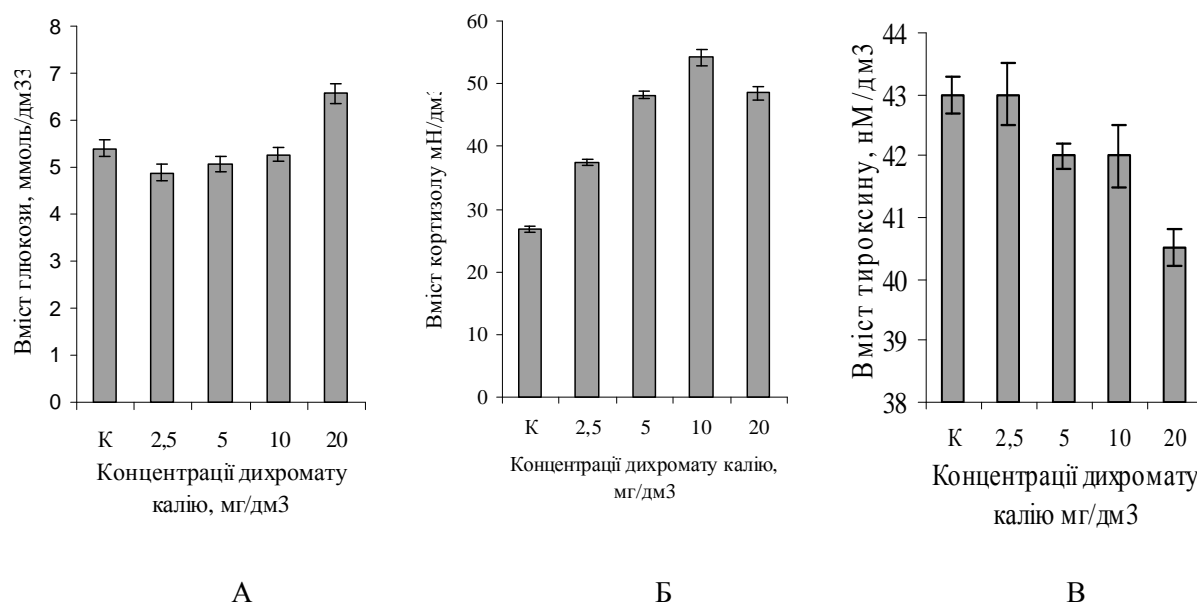 Вміст глюкози, ммоль/дм33
8
7
6
5
4
3
2
1
0
К 2,5 5 10 20
Концентрації дихромату
калію, мг/дм3
А
Вміст кортизолу мН/дм3
60
50
40
30
20
10
0
К 2,5 5 10 20
Концентрації дихромату калію,
мг/дм3
Б
Вміст тироксину, нМ/дм3
44
43
42
41
40
39
38
К 2,5 5 10 20
Концентрації дихромату
калію мг/дм3
В